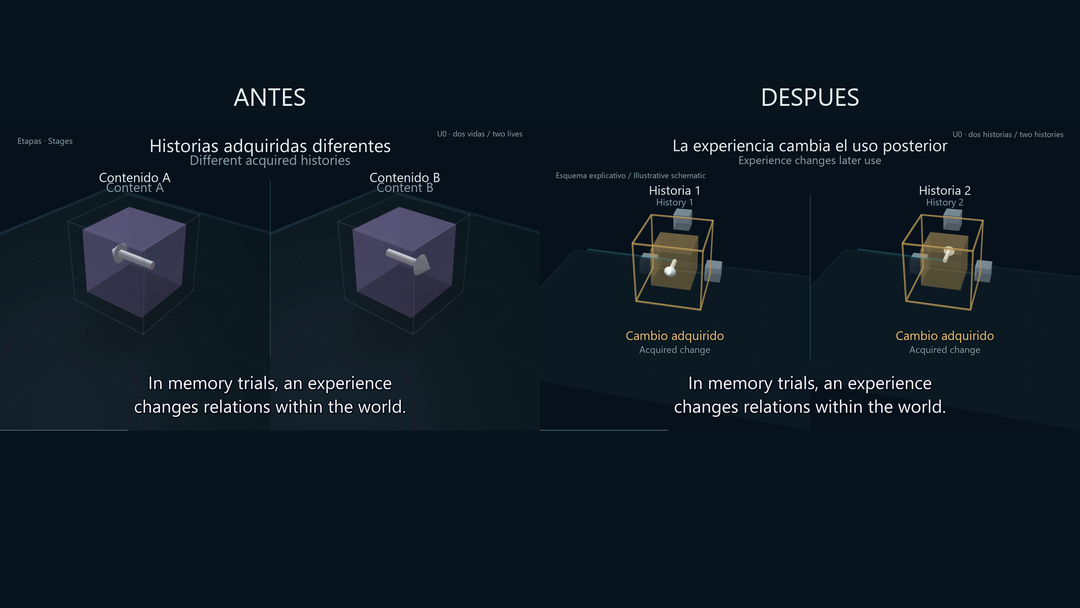 ANTES
Etapas · Stages
U0 · dos vidas / two lives
Historias adquiridas diferentes
Different acquired histories
Contenido A
Content A
Contenido B
Content B
In memory trials, an experience
changes relations within the world.
DESPUES
U0 · dos historias / two histories
La experiencia cambia el uso posterior
Experience changes later use
Esquema explicativo / Illustrative schematic
Historia 1
History 1
Historia 2
History 2
Cambio adquirido
Acquired change
Cambio adquirido
Acquired change
In memory trials, an experience
changes relations within the world.